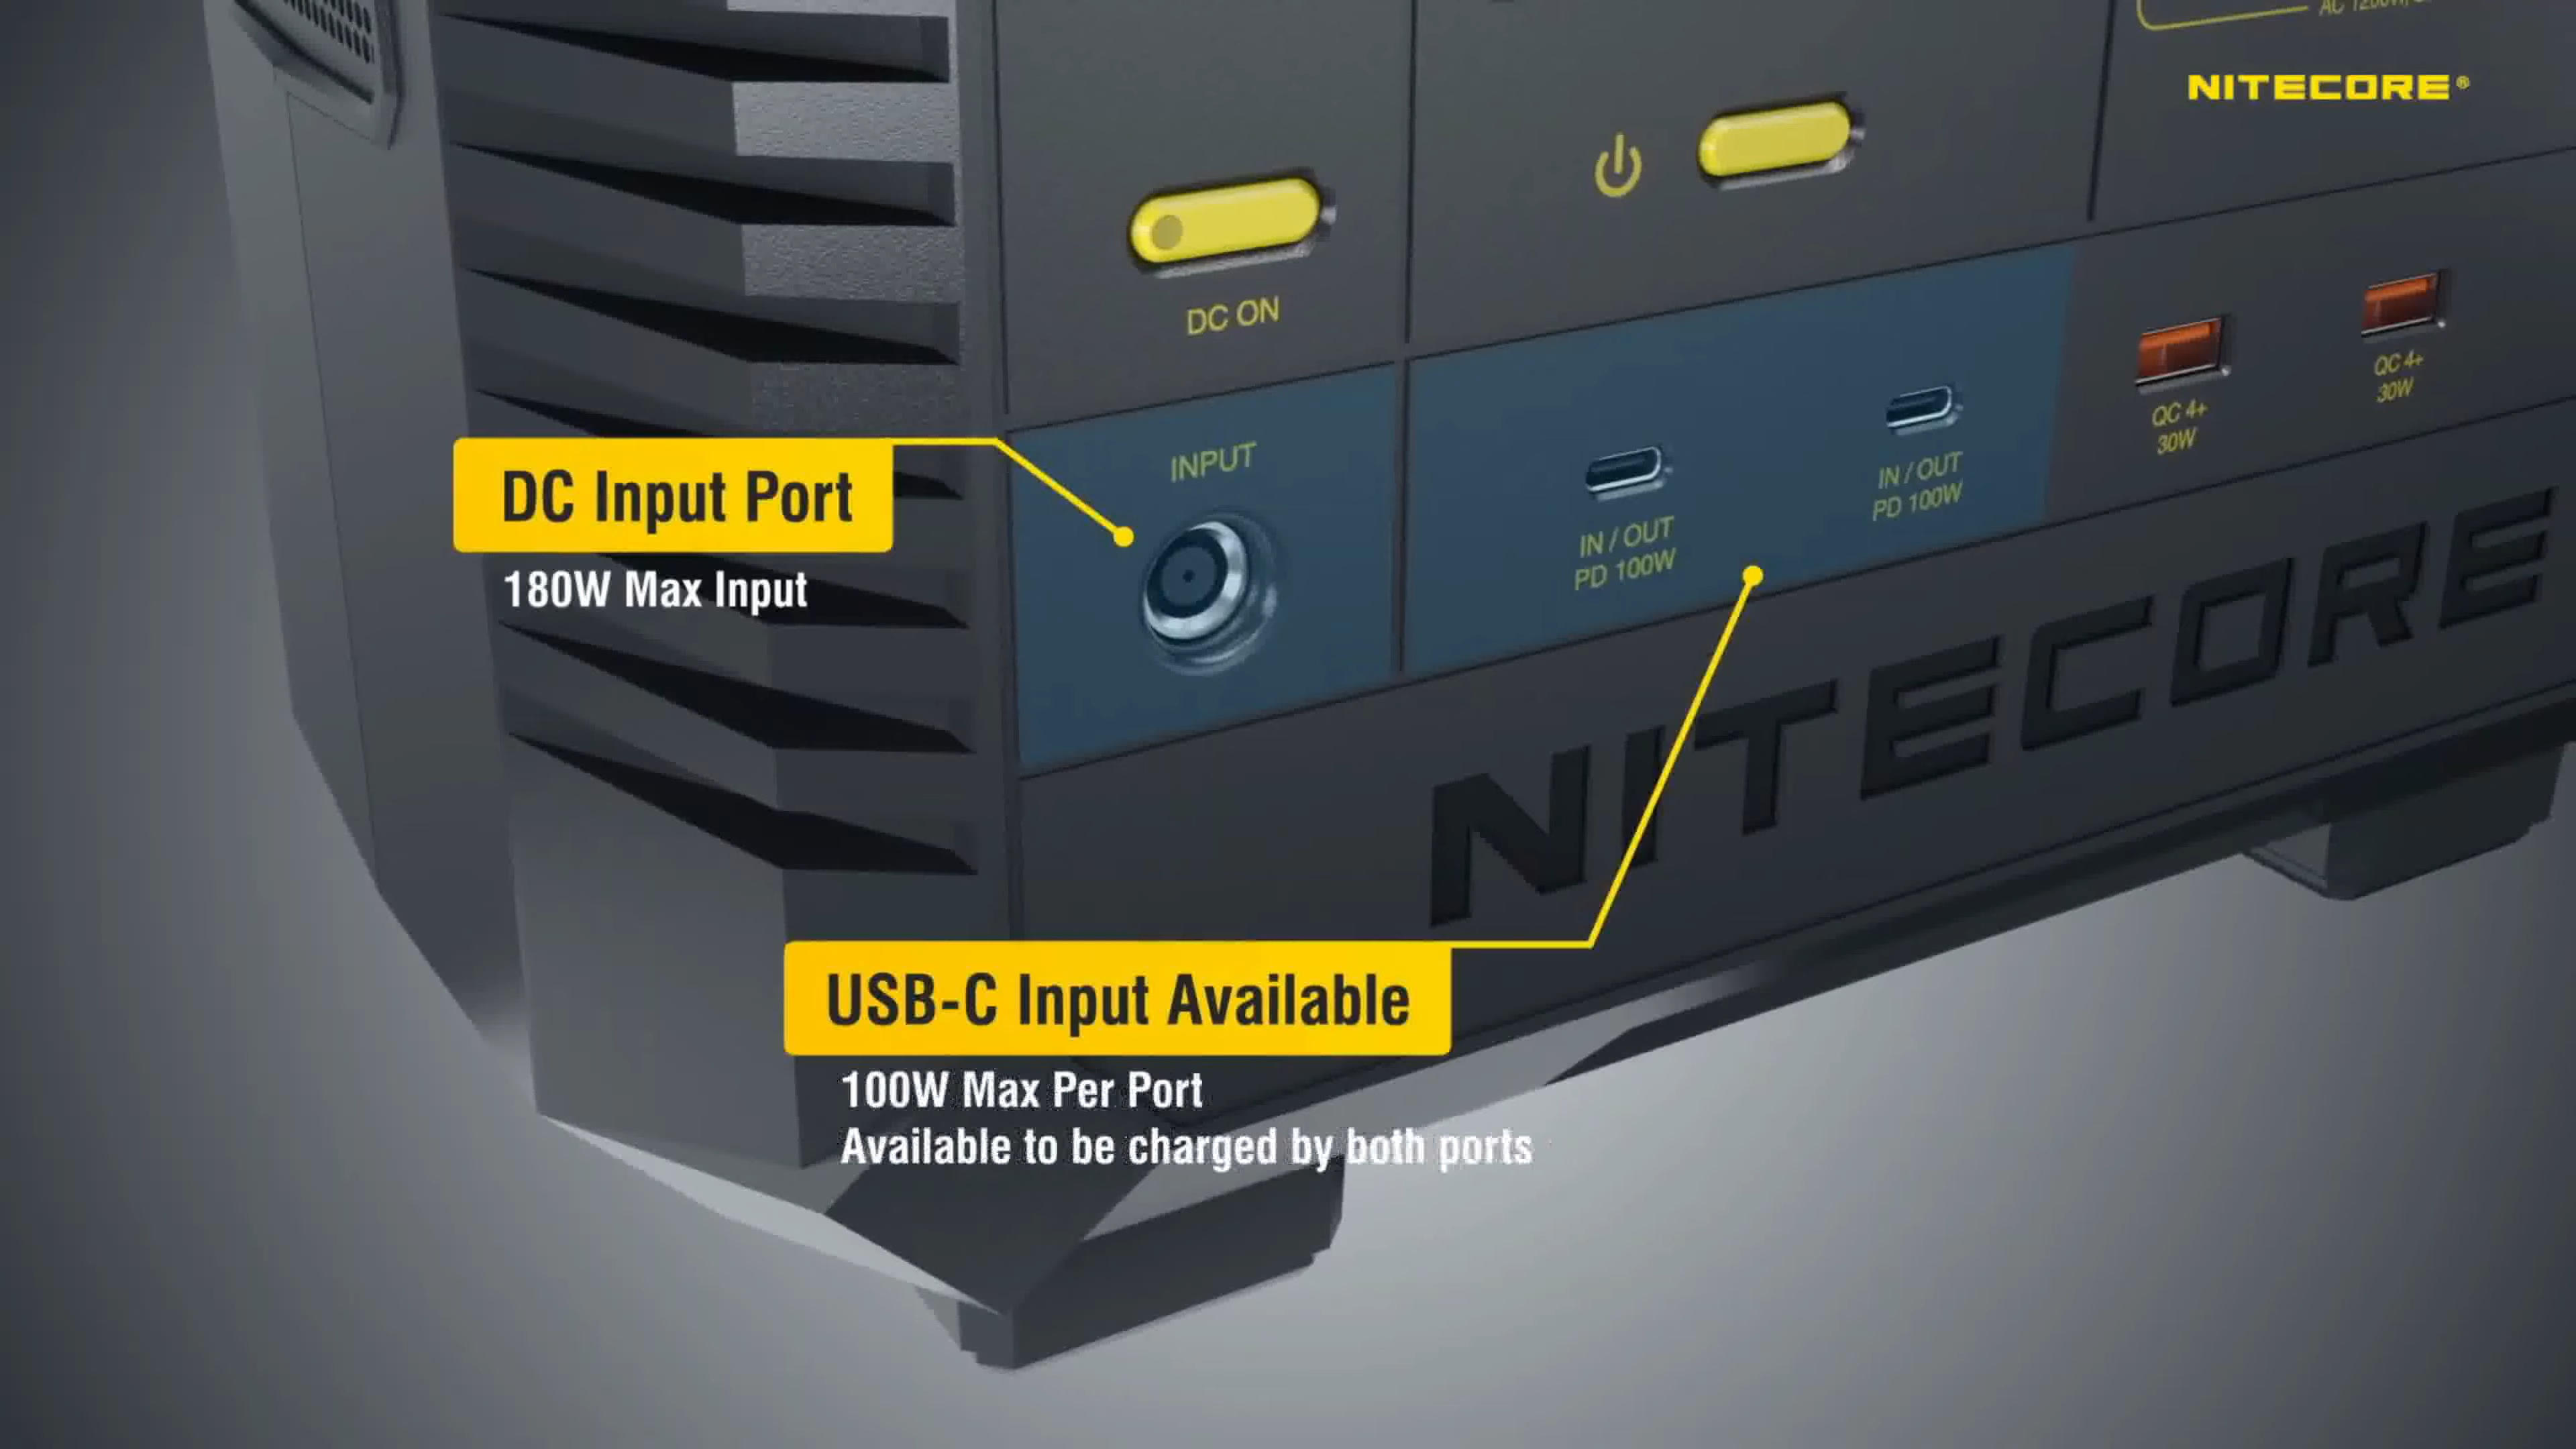 NITECORE®
DC ON
QC 4+
30W
QC 4+
30W
INPUT
IN / OUT
PD 100W
IN / OUT
PD 100W
DC Input Port
180W Max Input
NITECORE
USB-C Input Available
100W Max Per Port
Available to be charged by both ports